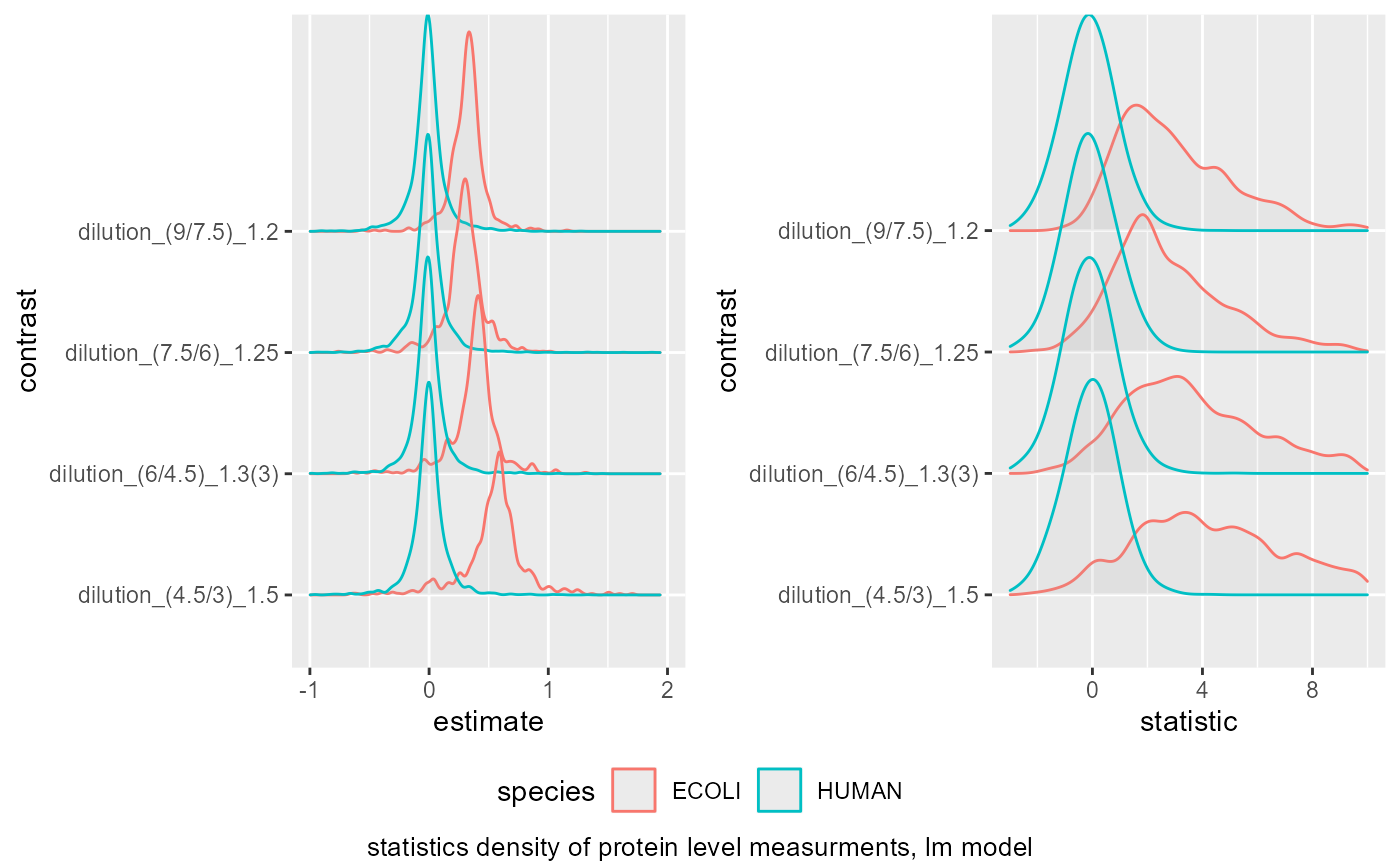 contrast
dilution_(9/7.5)_1.2
dilution_(7.5/6)_1.25
dilution_(6/4.5)_1.3(3)
dilution_(4.5/3)_1.5
-1 0 1 2
estimate
contrast
dilution_(9/7.5)_1.2
dilution_(7.5/6)_1.25
dilution_(6/4.5)_1.3(3)
dilution_(4.5/3)_1.5
0 4 8
statistic
species ECOLI HUMAN
statistics density of protein level measurments, lm model